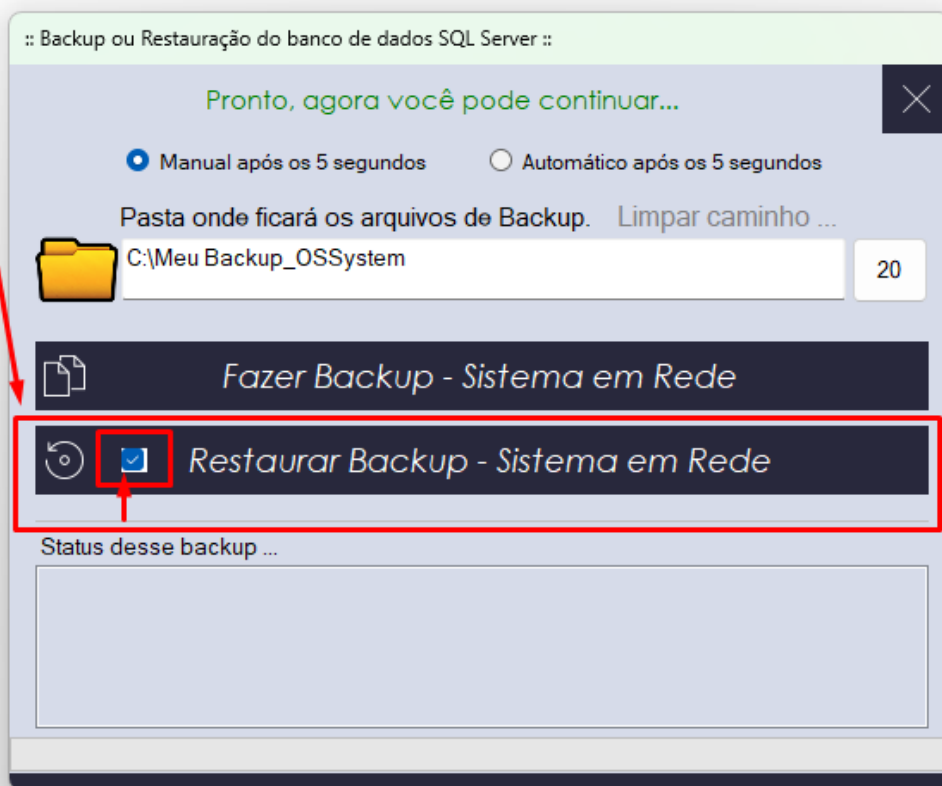 :: Backup ou Restauração do banco de dados SQL Server ::
Pronto, agora você pode continuar...
Manual após os 5 segundos Automático após os 5 segundos
Pasta onde ficará os arquivos de Backup. Limpar caminho ...
C:\Meu Backup_OSSystem 20
Fazer Backup - Sistema em Rede
Restaurar Backup - Sistema em Rede
Status desse backup ...